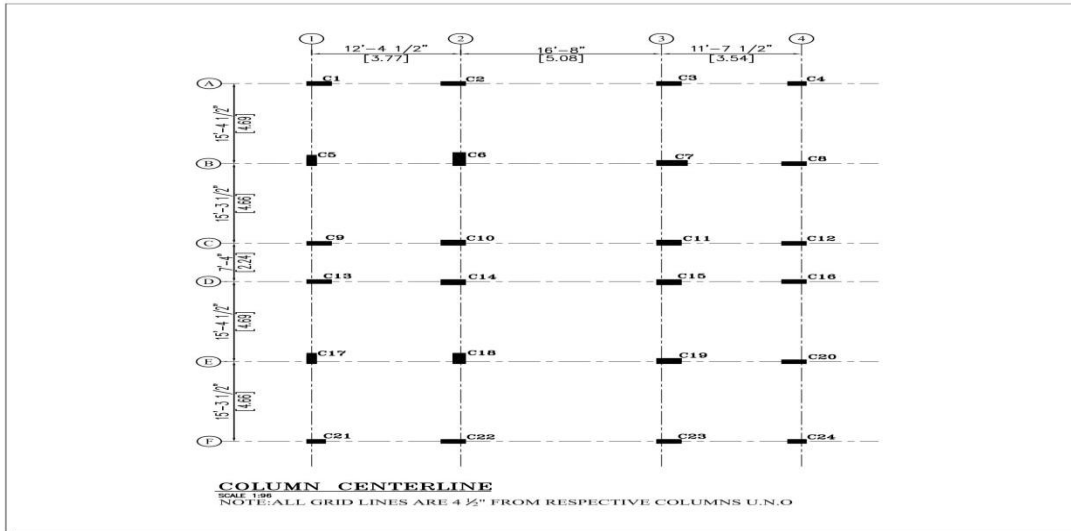 1 2 3 4
12'-4 1/2" 16'-8" 11'-7 1/2"
[3.77] [5.08] [3.54]
A C1 C2 C3 C4
15'-4 1/2"
[4.69]
B C5 C6 C7 C8
15'-3 1/2"
[4.66]
C C9 C10 C11 C12
7'-4"
[2.24]
D C13 C14 C15 C16
15'-4 1/2"
[4.69]
E C17 C18 C19 C20
15'-3 1/2"
[4.66]
F C21 C22 C23 C24
COLUMN CENTERLINE
SCALE 1:96
NOTE:ALL GRID LINES ARE 4 ½" FROM RESPECTIVE COLUMNS U.N.O